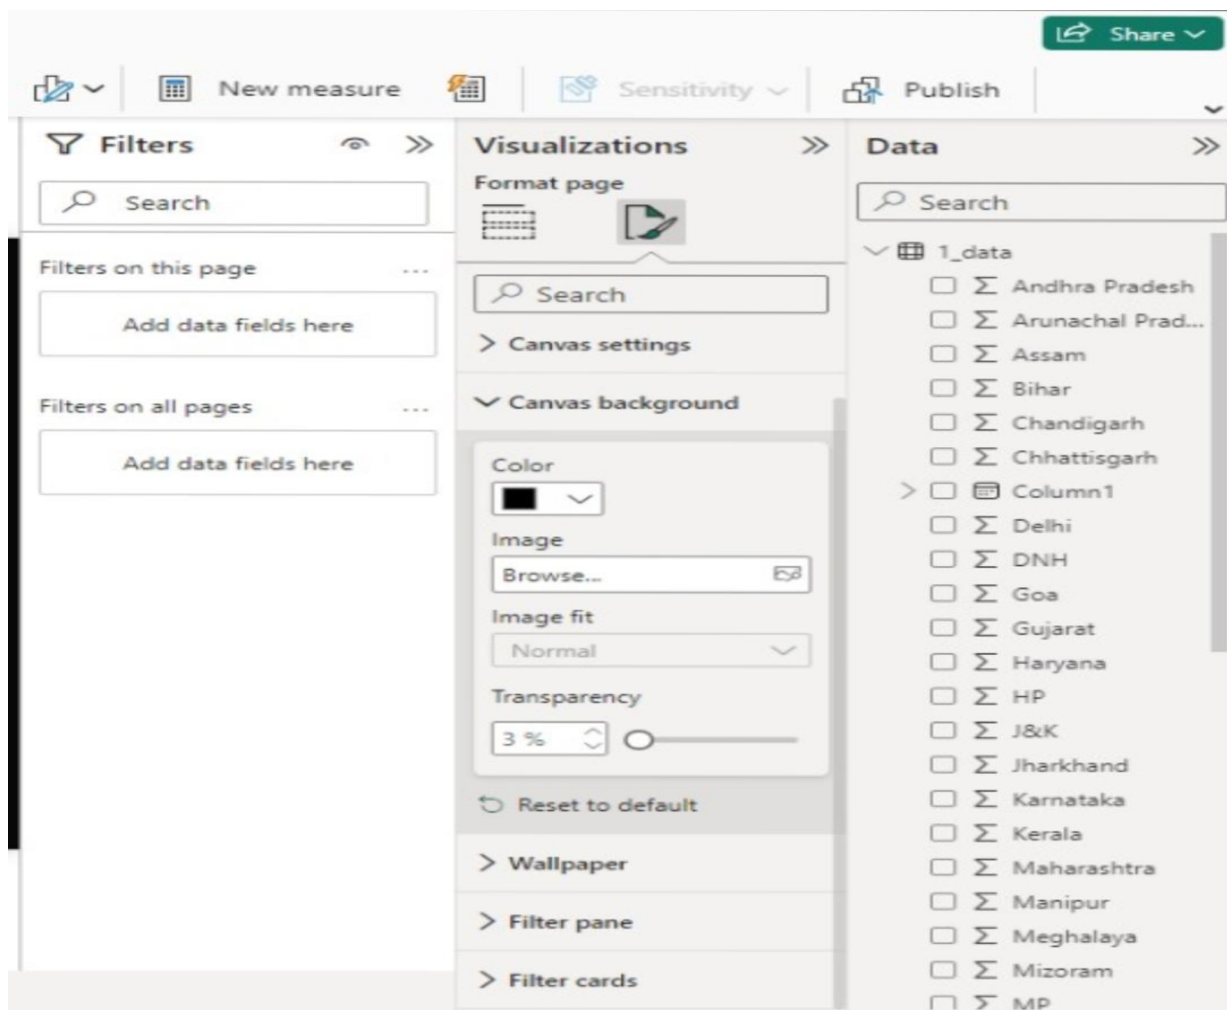 Share
New measure
Sensitivity
Publish
Filters
Search
Filters on this page
...
Add data fields here
Filters on all pages
...
Add data fields here
Visualizations
Format page
Search
Canvas settings
Canvas background
Color
Image
Browse...
Image fit
Normal
Transparency
3 %
Reset to default
Wallpaper
Filter pane
Filter cards
Data
Search
1_data
Σ Andhra Pradesh
Σ Arunachal Prad...
Σ Assam
Σ Bihar
Σ Chandigarh
Σ Chhattisgarh
Column1
Σ Delhi
Σ DNH
Σ Goa
Σ Gujarat
Σ Haryana
Σ HP
Σ J&K
Σ Jharkhand
Σ Karnataka
Σ Kerala
Σ Maharashtra
Σ Manipur
Σ Meghalaya
Σ Mizoram
Σ MP